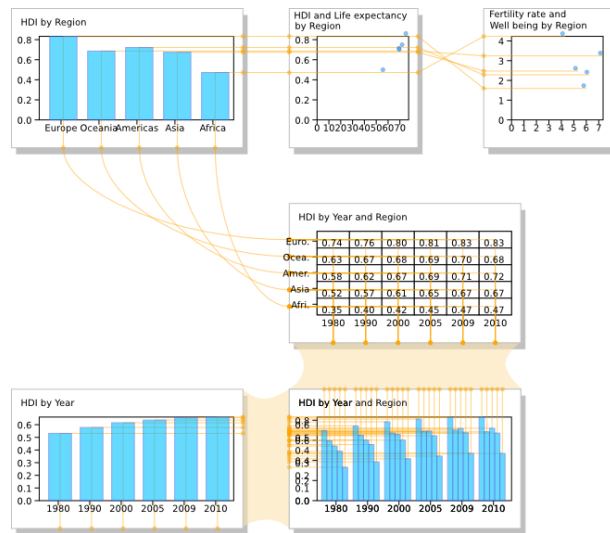 HDI by Region
0.8
0.6
0.4
0.2
0.0
Europe Oceania Americas Asia Africa
HDI and Life expectancy
by Region
0.8
0.6
0.4
0.2
0.0
0 10203040506070
Fertility rate and
Well being by Region
4
3
2
1
0
0 1 2 3 4 5 6 7
HDI by Year and Region
Euro. 0.74 0.76 0.80 0.81 0.83 0.83
Ocea. 0.63 0.67 0.68 0.69 0.70 0.68
Amer. 0.58 0.62 0.67 0.69 0.71 0.72
Asia 0.52 0.57 0.61 0.65 0.67 0.67
Afri. 0.35 0.40 0.42 0.45 0.47 0.47
1980 1990 2000 2005 2009 2010
HDI by Year
0.6
0.5
0.4
0.3
0.2
0.1
0.0
1980 1990 2000 2005 2009 2010
HDI by Year and Region
0.8
0.2
0.0
1980 1990 2000 2005 2009 2010